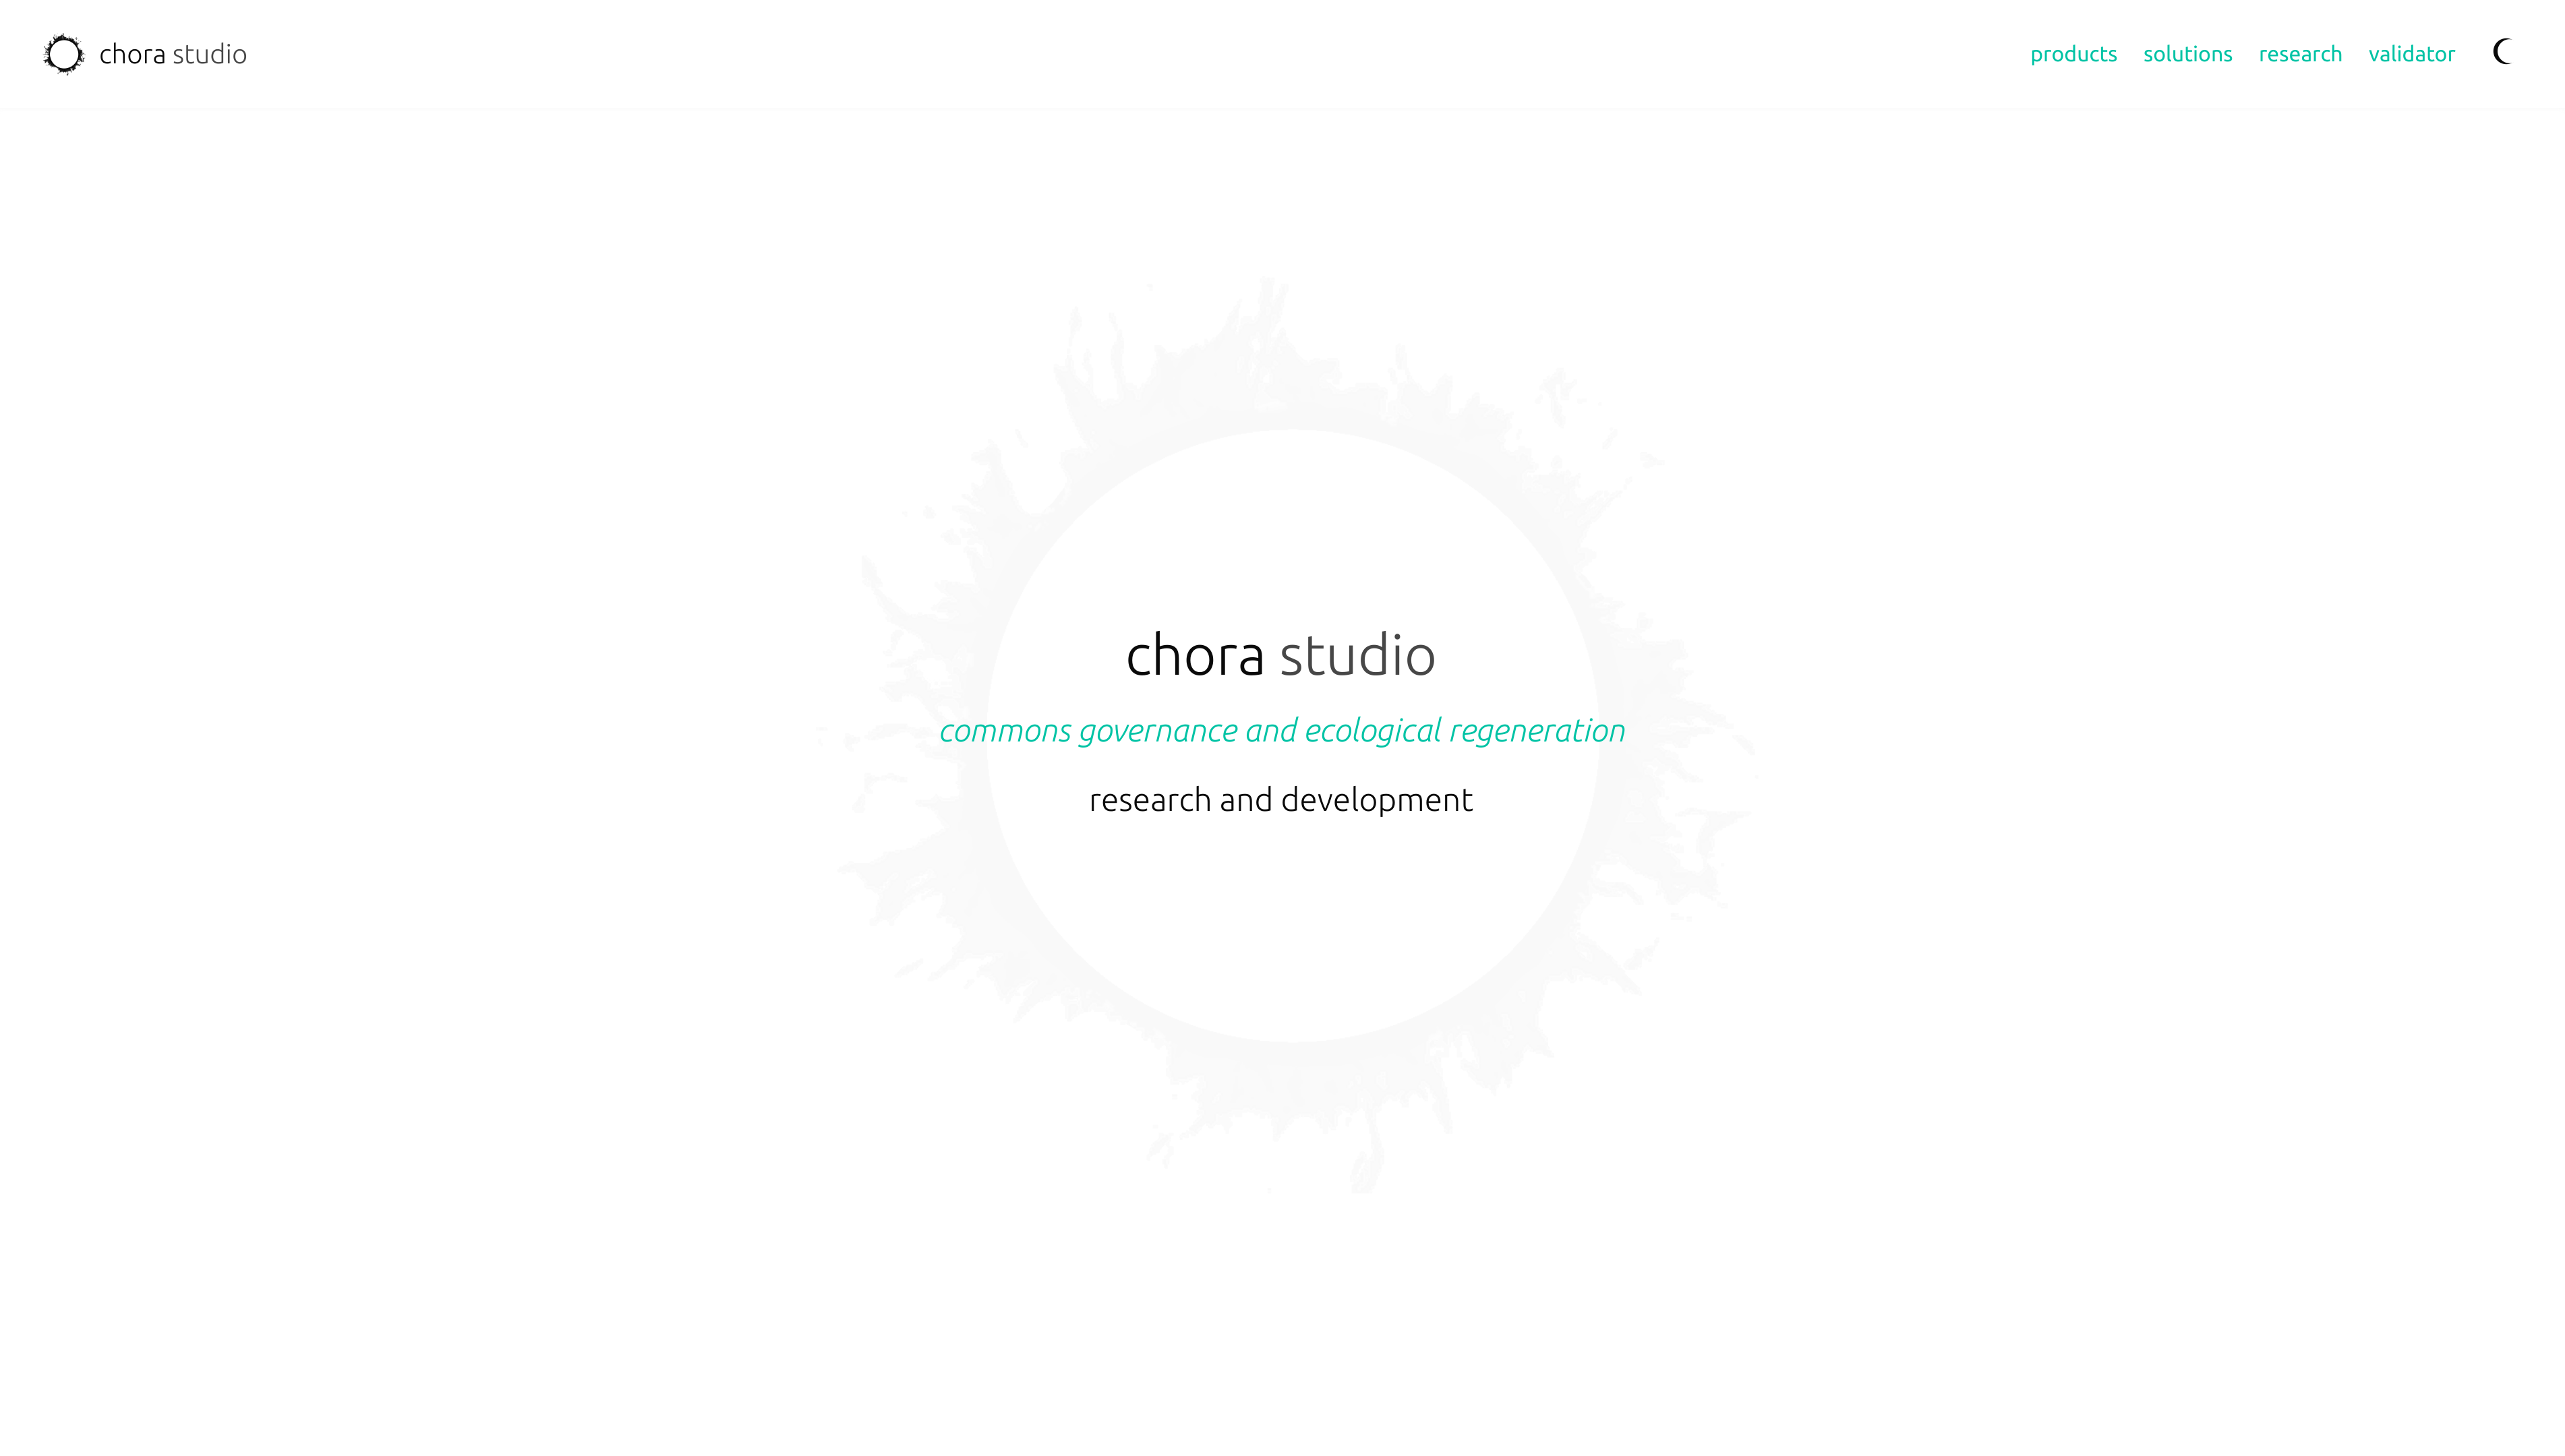 chora studio
products solutions research validator
chora studio
commons governance and ecological regeneration
research and development